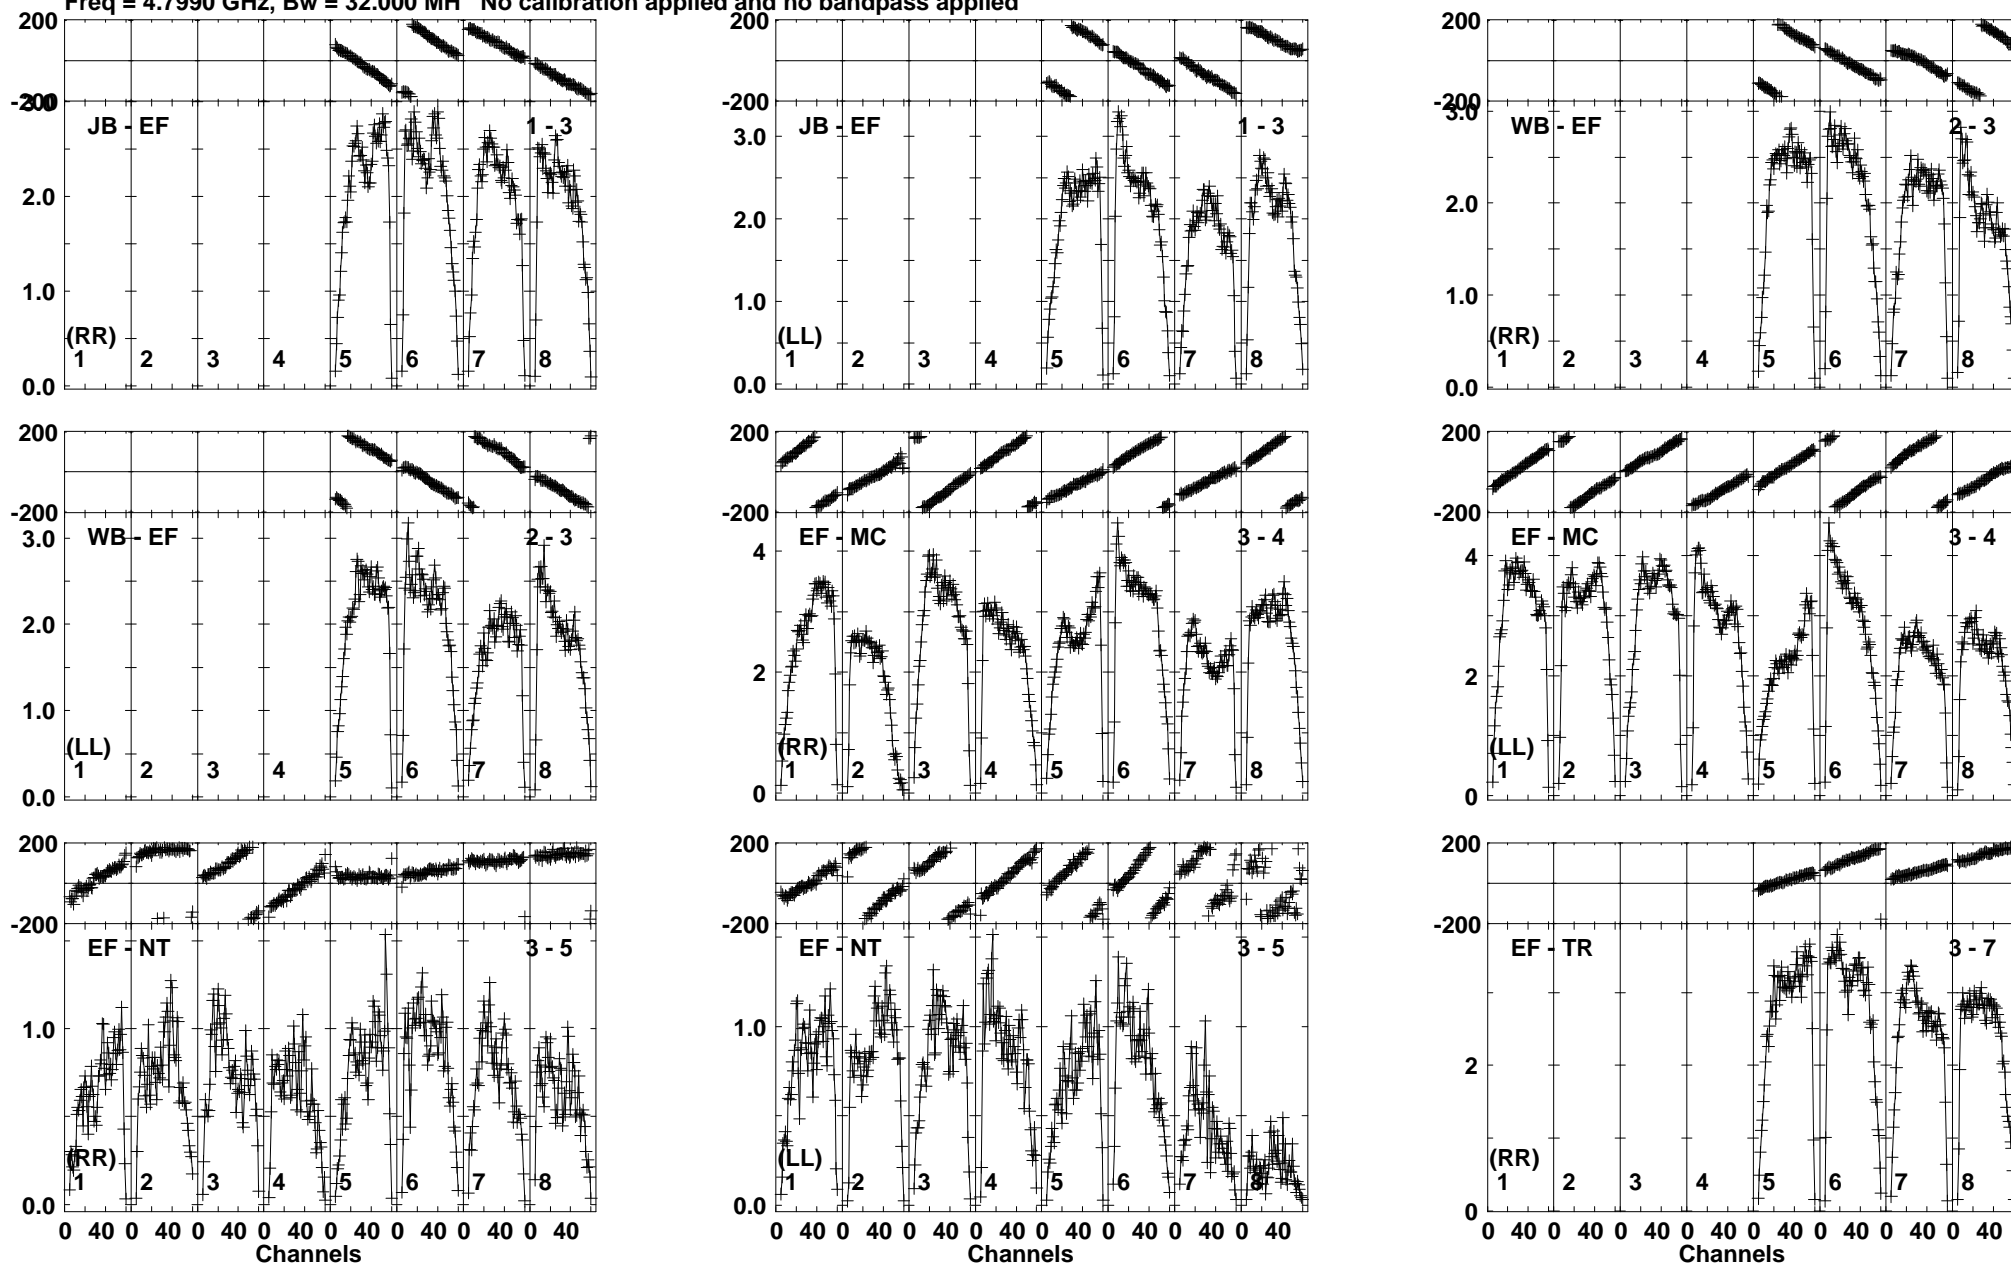 Freq = 4.7990 GHz, Bw = 32.000 MH No calibration applied and no bandpass applied
200 200 200
-200 -200 -200
3.0 JB - EF 1 - 3 3.0 JB - EF 1 - 3 3.0 WB - EF 2 - 3
2.0 2.0 2.0
1.0 1.0 1.0
(RR) (LL) (RR)
1 2 3 4 5 6 7 8 1 2 3 4 5 6 7 8 1 2 3 4 5 6 7 8
0.0 0.0 0.0
200 200 200
-200 -200 -200
3.0 WB - EF 2 - 3 4 EF - MC 3 - 4 4 EF - MC 3 - 4
2.0 2 2
1.0
(LL) (RR) (LL)
1 2 3 4 5 6 7 8 1 2 3 4 5 6 7 8 1 2 3 4 5 6 7 8
0.0 0 0
200 200 200
-200 -200 -200
EF - NT 3 - 5 EF - NT 3 - 5 EF - TR 3 - 7
1.0 1.0 2
(RR) (LL) (RR)
1 2 3 4 5 6 7 8 1 2 3 4 5 6 7 8 1 2 3 4 5 6 7 8
0.0 0.0 0
0 40 0 40 0 40 0 40 0 40 0 40 0 40 0 40 0 40 0 40 0 40 0 40 0 40 0 40 0 40 0 40 0 40 0 40 0 40 0 40 0 40 0 40 0 40 0 40
Channels Channels Channels